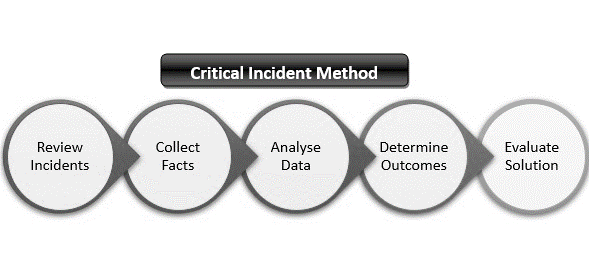 Critical Incident Method
Review
Incidents
Collect
Facts
Analyse
Data
Determine
Outcomes
Evaluate
Solution